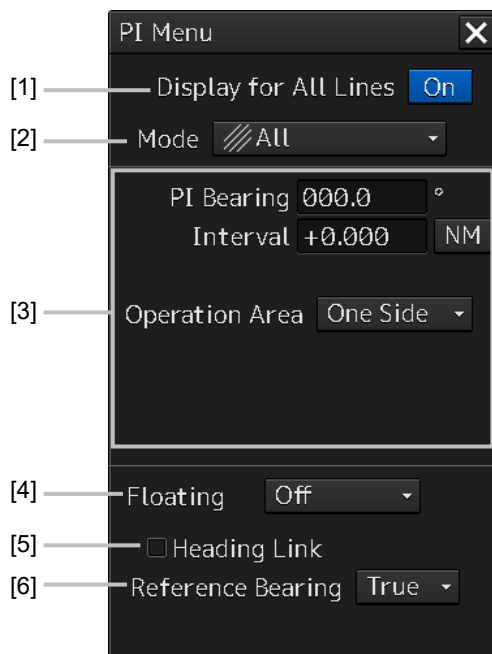 PI Menu
[1] Display for All Lines On
[2] Mode All
[3]
PI Bearing 000.0 °
Interval +0.000 NM
Operation Area One Side
[4] Floating Off
[5] Heading Link
[6] Reference Bearing True